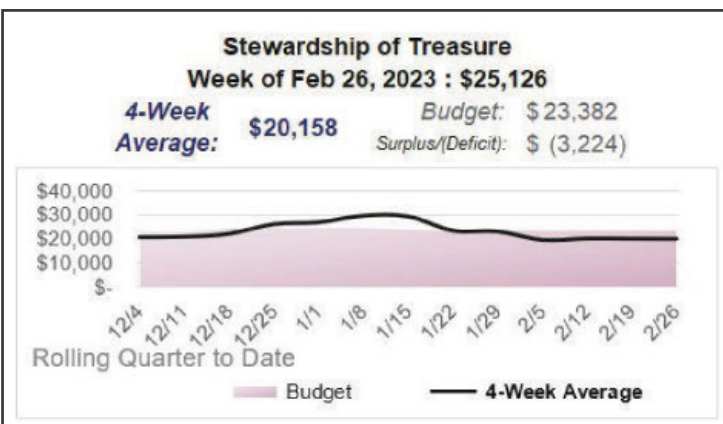 Stewardship of Treasure
Week of Feb 26, 2023 : $25,126
4-Week Average: $20,158
Budget: $23,382
Surplus/(Deficit): $ (3,224)
$40,000
$30,000
$20,000
$10,000
$-
12/4 12/11 12/18 12/25 1/1 1/8 1/15 1/22 1/29 2/5 2/12 2/19 2/26
Rolling Quarter to Date
Budget 4-Week Average